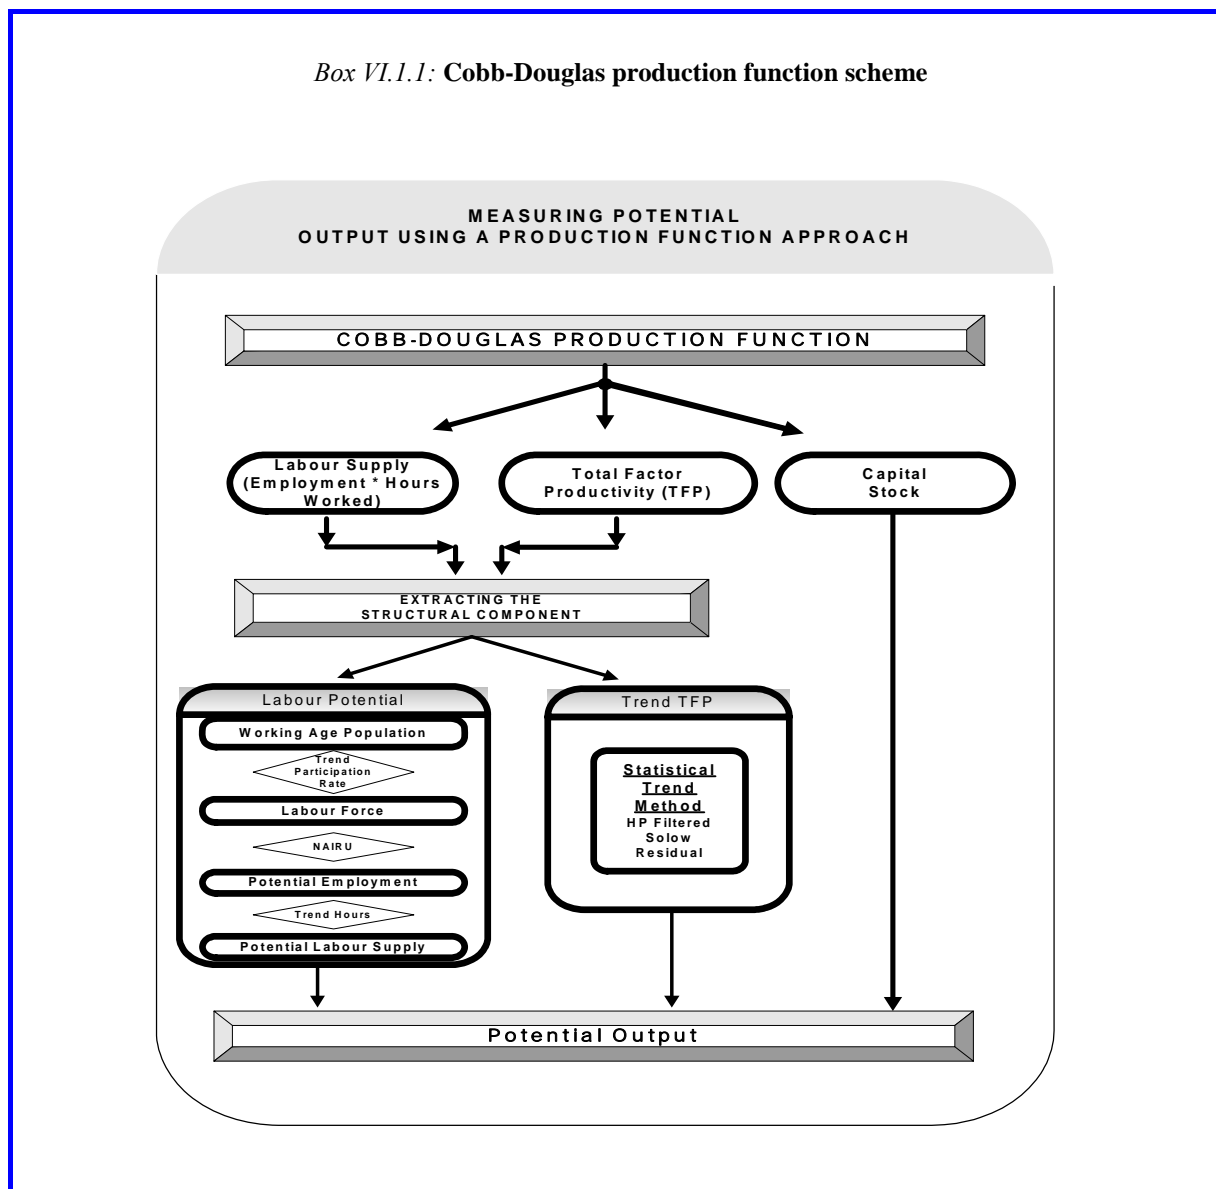 Box VI.1.1: Cobb-Douglas production function scheme
MEASURING POTENTIAL
OUTPUT USING A PRODUCTION FUNCTION APPROACH
COBB-DOUGLAS PRODUCTION FUNCTION
Labour Supply
(Employment * Hours
Worked)
Total Factor
Productivity (TFP)
Capital
Stock
EXTRACTING THE
STRUCTURAL COMPONENT
Labour Potential
Working Age Population
Trend
Participation
Rate
Labour Force
NAIRU
Potential Employment
Trend Hours
Potential Labour Supply
Trend TFP
Statistical
Trend
Method
HP Filtered
Solow
Residual
Potential Output